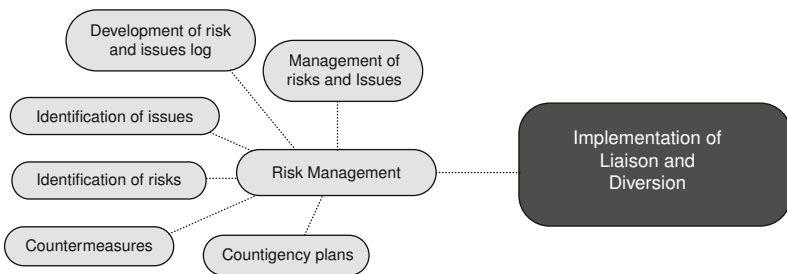 Development of risk
and issues log
Management of
risks and Issues
Identification of issues
Implementation of
Liaison and
Diversion
Identification of risks
Risk Management
Countermeasures
Countigency plans